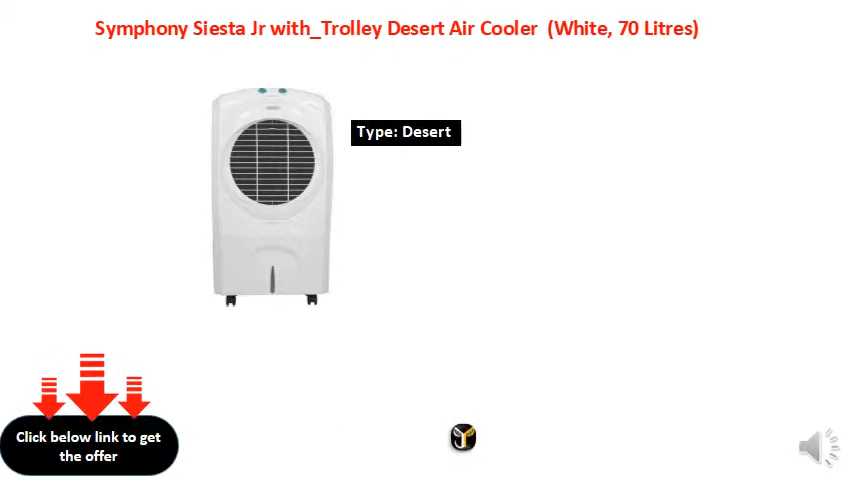 Symphony Siesta Jr with_Trolley Desert Air Cooler (White, 70 Litres)
Type: Desert
Click below link to get
the offer